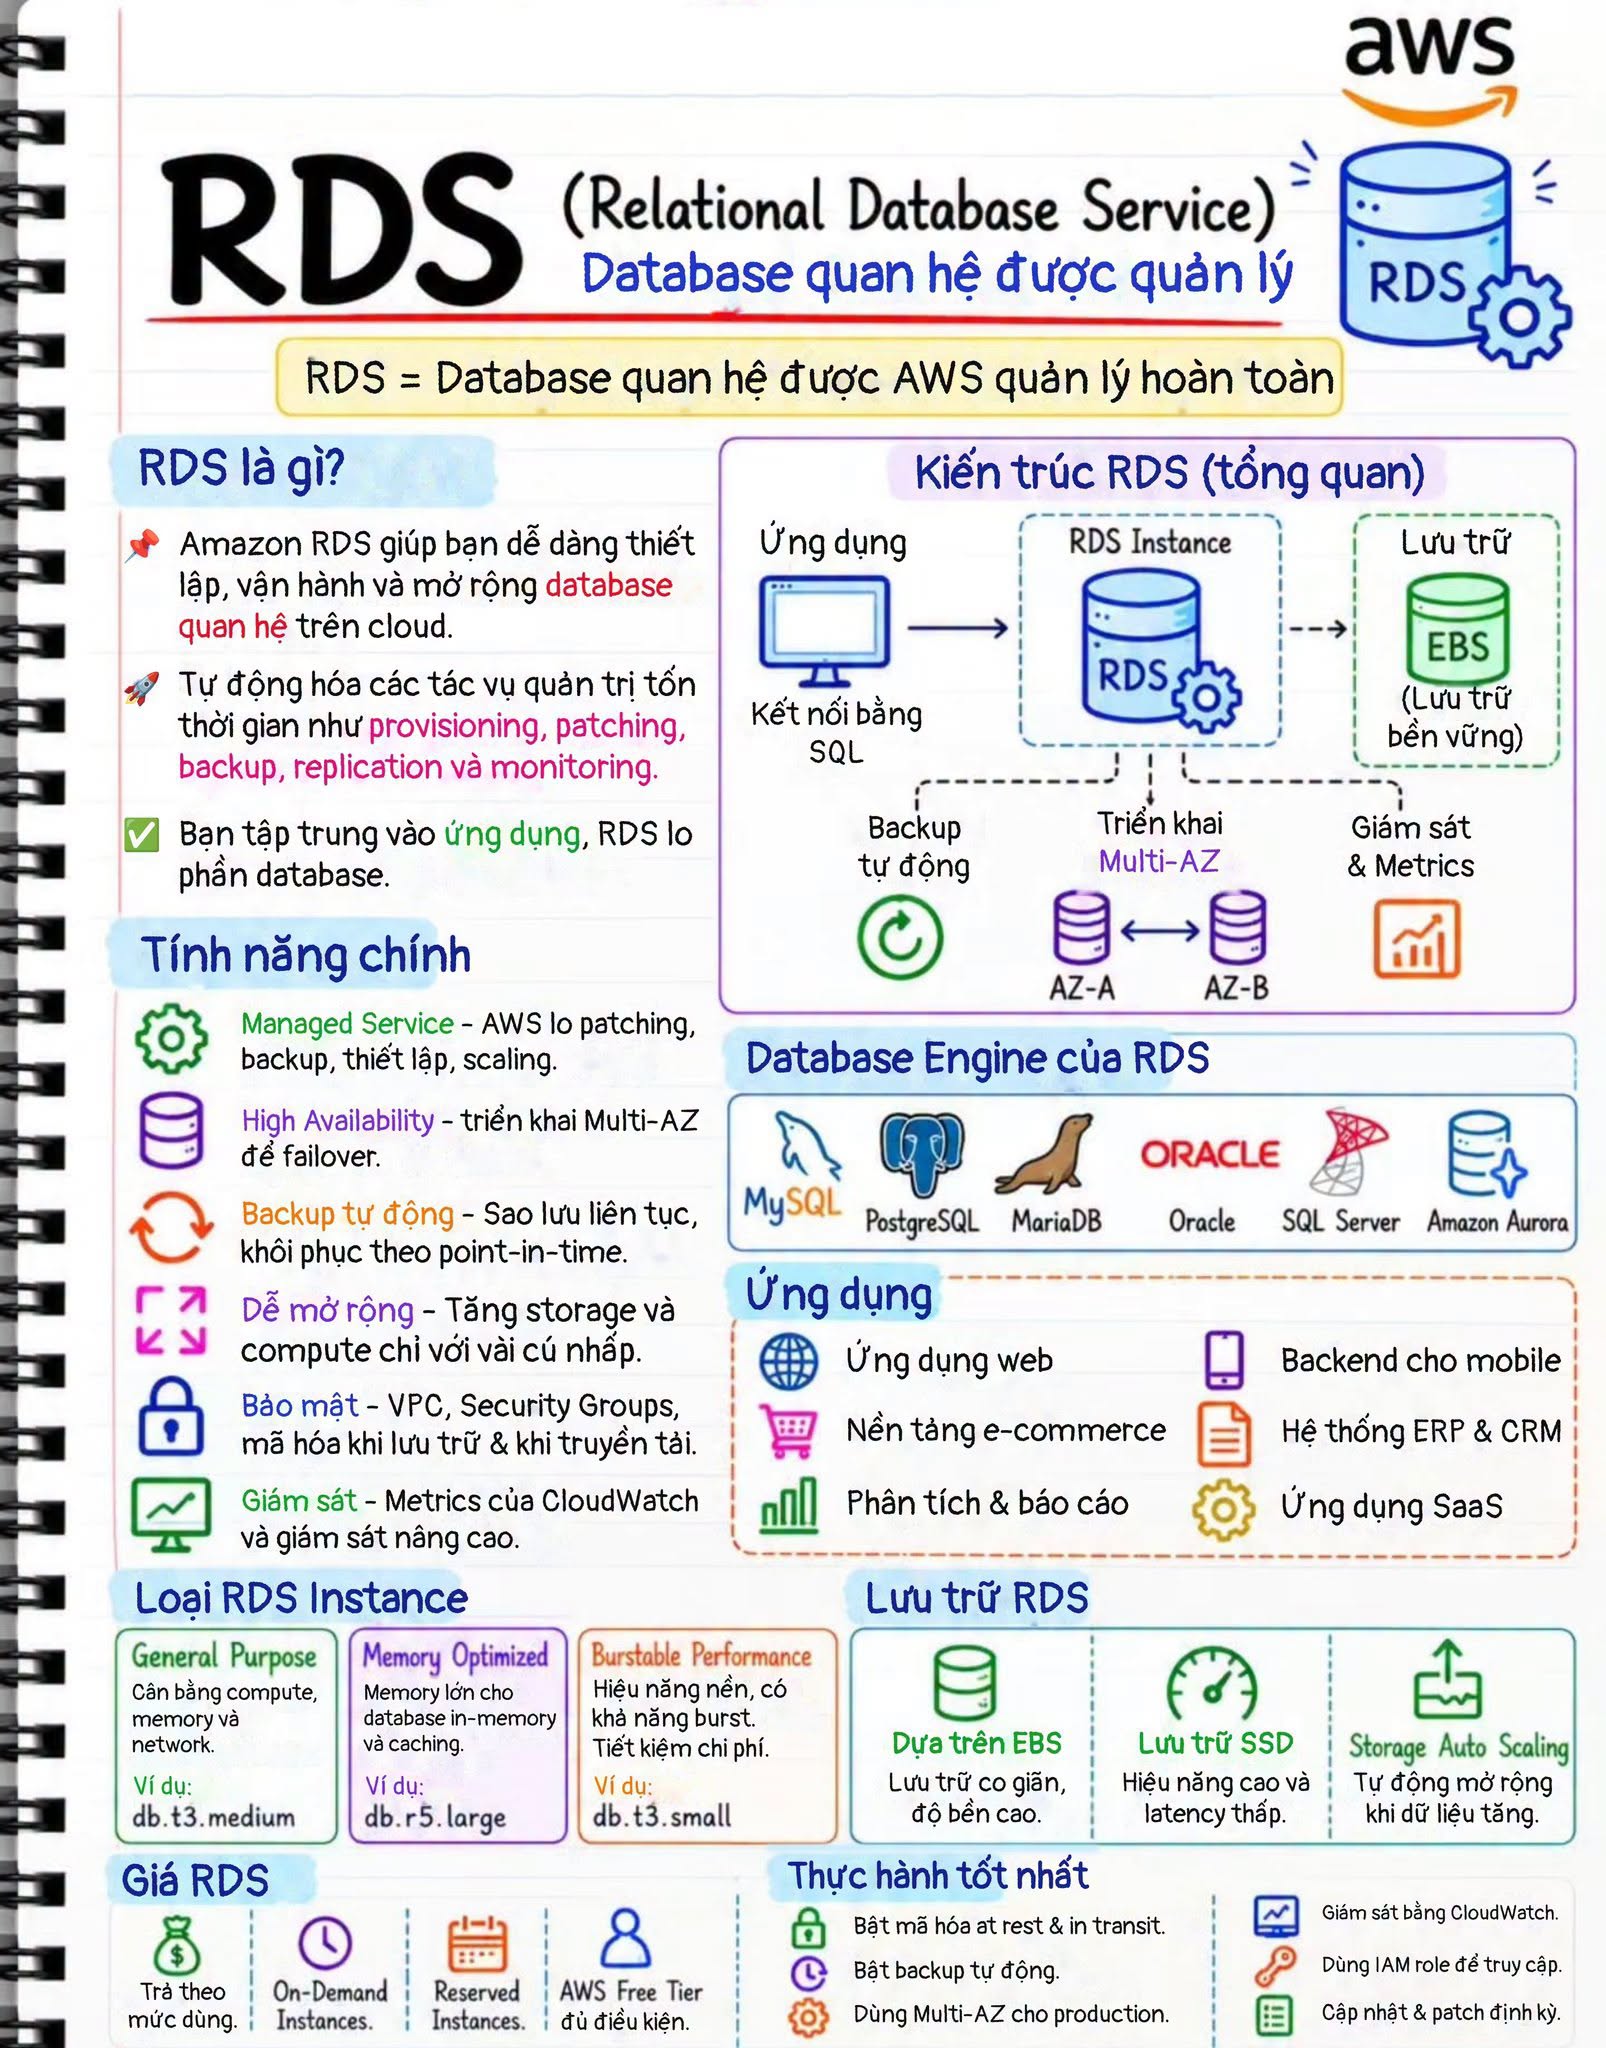 aws
RDS
(Relational Database Service)
Database quan hệ được quản lý
RDS
RDS = Database quan hệ được AWS quản lý hoàn toàn
RDS là gì?
Amazon RDS giúp bạn dễ dàng thiết
lập, vận hành và mở rộng database
quan hệ trên cloud.
Tự động hóa các tác vụ quản trị tốn
thời gian như provisioning, patching,
backup, replication và monitoring.
Bạn tập trung vào ứng dụng, RDS lo
phần database.
Kiến trúc RDS (tổng quan)
Ứng dụng
Kết nối bằng
SQL
RDS Instance
RDS
Lưu trữ
EBS
(Lưu trữ
bền vững)
Backup
tự động
Triển khai
Multi-AZ
AZ-A
AZ-B
Giám sát
& Metrics
Tính năng chính
Managed Service - AWS lo patching,
backup, thiết lập, scaling.
High Availability - triển khai Multi-AZ
để failover.
Backup tự động - Sao lưu liên tục,
khôi phục theo point-in-time.
Dễ mở rộng - Tăng storage và
compute chỉ với vài cú nhấp.
Bảo mật - VPC, Security Groups,
mã hóa khi lưu trữ & khi truyền tải.
Giám sát - Metrics của CloudWatch
và giám sát nâng cao.
Database Engine của RDS
MySQL
PostgreSQL
MariaDB
ORACLE
Oracle
SQL Server
Amazon Aurora
Ứng dụng
Ứng dụng web
Backend cho mobile
Nền tảng e-commerce
Hệ thống ERP & CRM
Phân tích & báo cáo
Ứng dụng SaaS
Loại RDS Instance
General Purpose
Cân bằng compute,
memory và
network.
Ví dụ:
db.t3.medium
Memory Optimized
Memory lớn cho
database in-memory
và caching.
Ví dụ:
db.r5.large
Burstable Performance
Hiệu năng nền, có
khả năng burst.
Tiết kiệm chi phí.
Ví dụ:
db.t3.small
Lưu trữ RDS
Dựa trên EBS
Lưu trữ co giãn,
độ bền cao.
Lưu trữ SSD
Hiệu năng cao và
latency thấp.
Storage Auto Scaling
Tự động mở rộng
khi dữ liệu tăng.
Giá RDS
Trả theo
mức dùng.
On-Demand
Instances.
Reserved
Instances.
AWS Free Tier
đủ điều kiện.
Thực hành tốt nhất
Bật mã hóa at rest & in transit.
Bật backup tự động.
Dùng Multi-AZ cho production.
Giám sát bằng CloudWatch.
Dùng IAM role để truy cập.
Cập nhật & patch định kỳ.